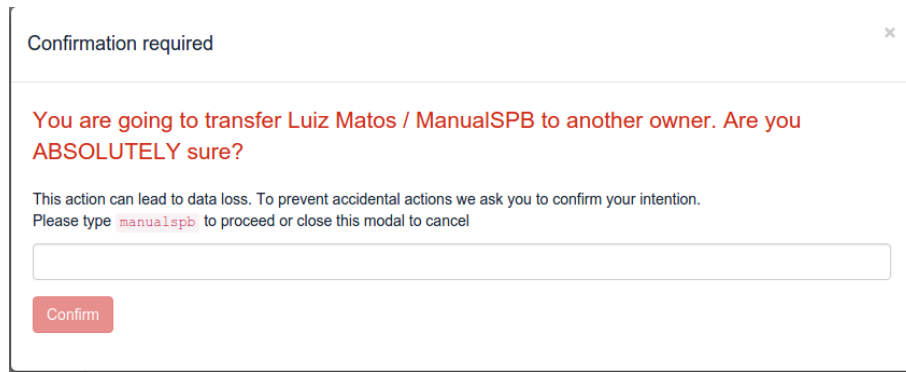 Confirmation required
×
You are going to transfer Luiz Matos / ManualSPB to another owner. Are you
ABSOLUTELY sure?
This action can lead to data loss. To prevent accidental actions we ask you to confirm your intention.
Please type manualspb to proceed or close this modal to cancel
Confirm